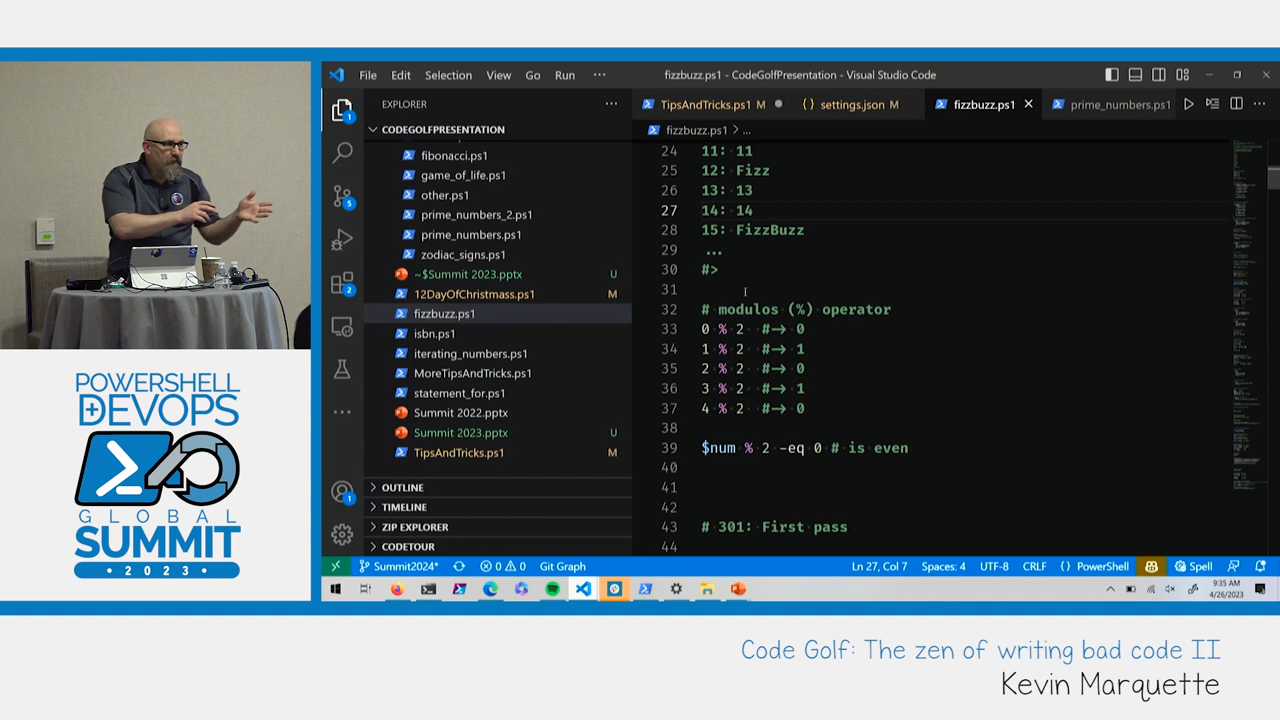 File Edit Selection View Go Run ···
fizzbuzz.ps1 - CodeGolfPresentation - Visual Studio Code
EXPLORER ···
CODEGOLFPRESENTATION
fibonacci.ps1
game_of_life.ps1
other.ps1
prime_numbers_2.ps1
prime_numbers.ps1
zodiac_signs.ps1
~$Summit 2023.pptx U
12DayOfChristmass.ps1 M
fizzbuzz.ps1
isbn.ps1
iterating_numbers.ps1
MoreTipsAndTricks.ps1
statement_for.ps1
Summit 2022.pptx
Summit 2023.pptx U
TipsAndTricks.ps1 M
OUTLINE
TIMELINE
ZIP EXPLORER
CODETOUR
1
5
2
1
TipsAndTricks.ps1 M
settings.json M
fizzbuzz.ps1
prime_numbers.ps1
fizzbuzz.ps1 > ...
24 11: 11
25 12: Fizz
26 13: 13
27 14: 14
28 15: FizzBuzz
29 ...
30 #>
31
32 # modulos (%) operator
33 0 % 2 #→ 0
34 1 % 2 #→ 1
35 2 % 2 #→ 0
36 3 % 2 #→ 1
37 4 % 2 #→ 0
38
39 $num % 2 -eq 0 # is even
40
41
42
43 # 301: First pass
44
Summit2024* 0 0 Git Graph Ln 27, Col 7 Spaces: 4 UTF-8 CRLF { } PowerShell Spell
9:35 AM
4/26/2023
POWERSHELL
+DEVOPS
GLOBAL
SUMMIT
• 2023 •
Code Golf: The zen of writing bad code II
Kevin Marquette